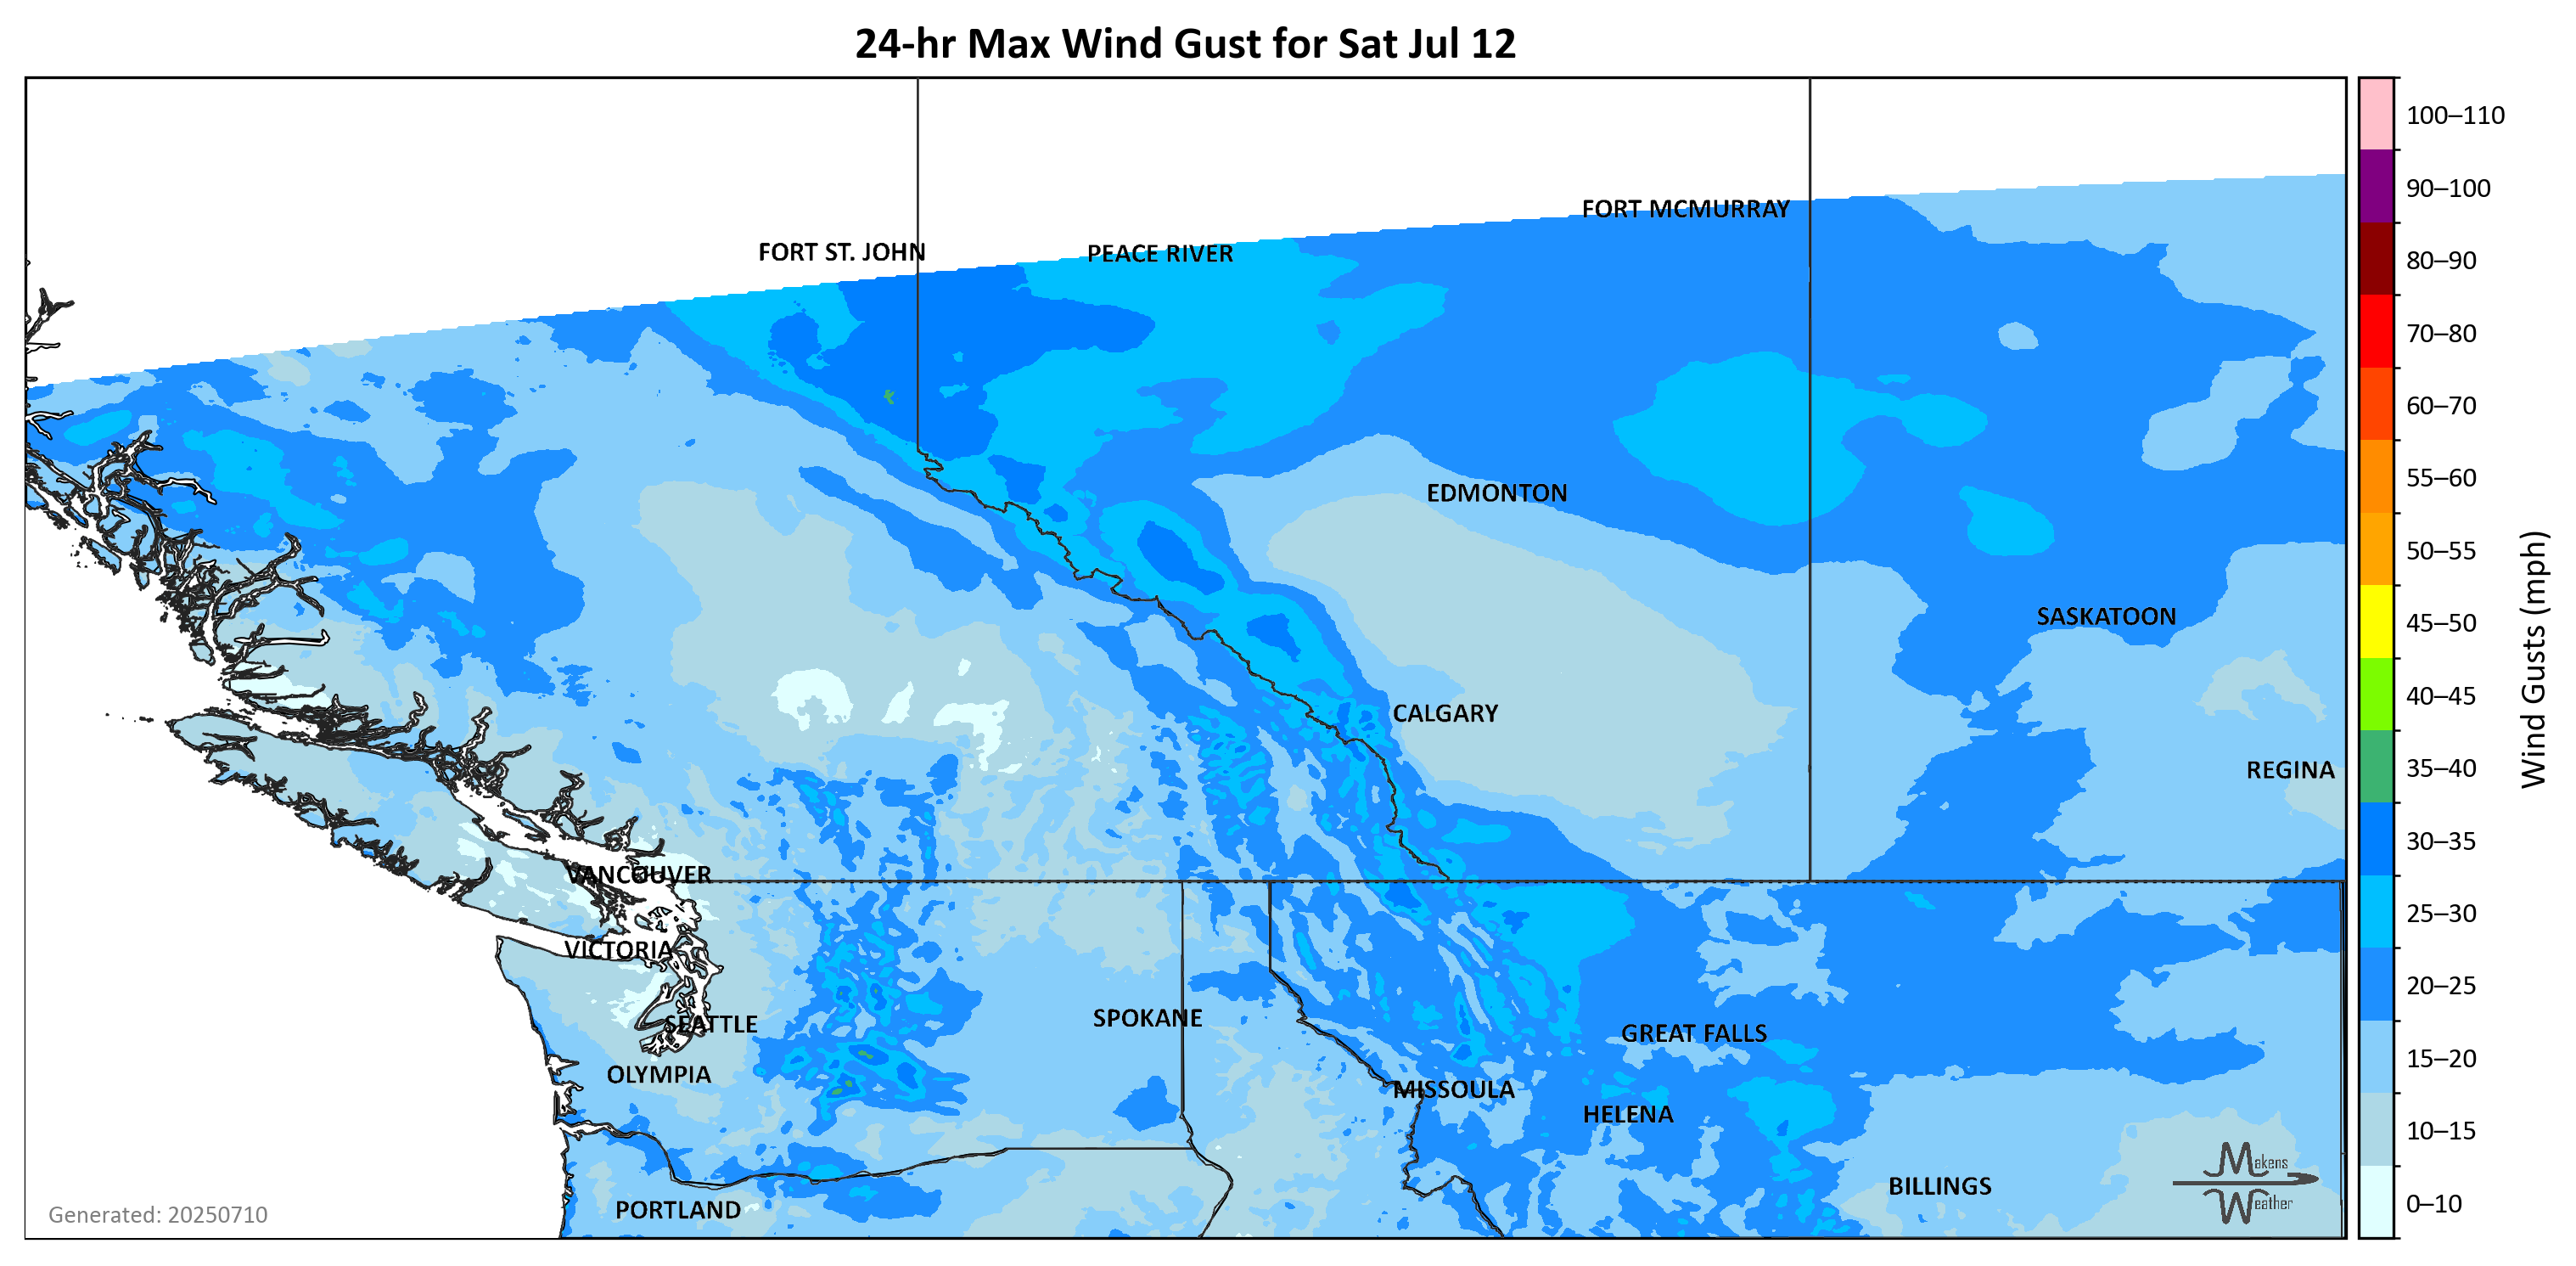 24-hr Max Wind Gust for Sat Jul 12
100–110
90–100
80–90
70–80
60–70
55–60
50–55
45–50
40–45
35–40
30–35
25–30
20–25
15–20
10–15
0–10
Wind Gusts (mph)
FORT MCMURRAY
FORT ST. JOHN
PEACE RIVER
EDMONTON
SASKATOON
CALGARY
REGINA
VANCOUVER
VICTORIA
SPOKANE
SEATTLE
GREAT FALLS
OLYMPIA
MISSOULA
HELENA
BILLINGS
PORTLAND
Makens
Weather
Generated: 20250710